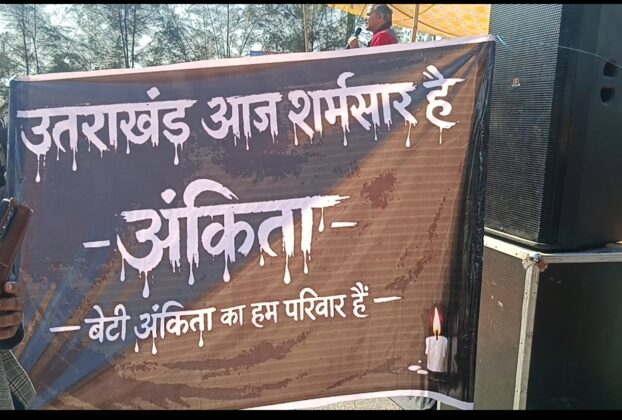 उतराखंड आज शर्मसार है
-अंकिता-
- बेटी अंकिता का हम परिवार हैं -